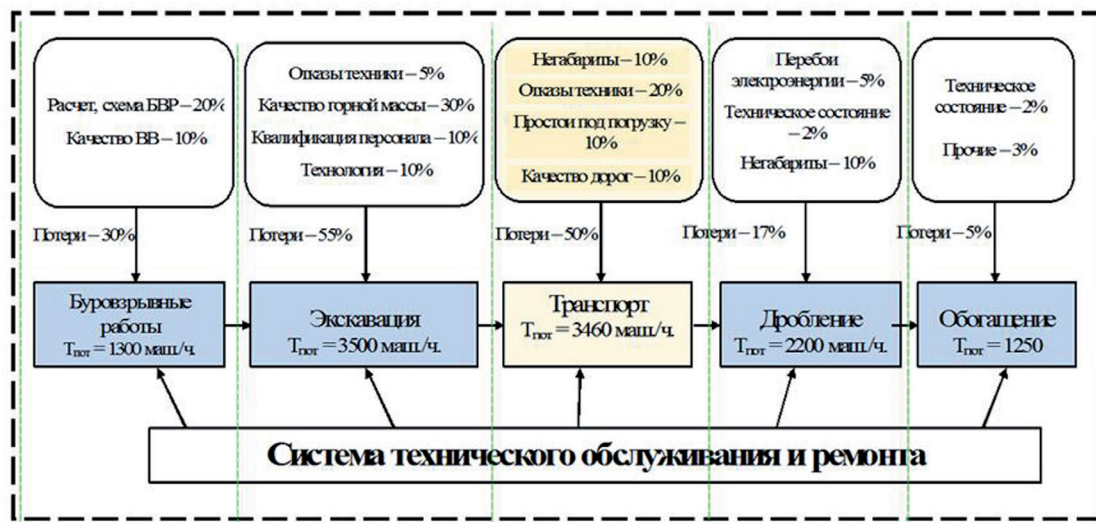 Расчет, схема БВР – 20%
Качество ВВ – 10%
Отказы техники – 5%
Качество горной массы – 30%
Квалификация персонала – 10%
Технология – 10%
Негабариты – 10%
Отказы техники – 20%
Простои под погрузку –
10%
Качество дорог – 10%
Перебои
электроэнергии – 5%
Техническое состояние
– 2%
Негабариты – 10%
Техническое
состояние – 2%
Прочие – 3%
Потери – 30%
Потери – 55%
Потери – 50%
Потери – 17%
Потери – 5%
Буровзрывные
работы
Tпот = 1300 маш./ч.
Экскавация
Tпот = 3500 маш./ч.
Транспорт
Tпот = 3460 маш./ч.
Дробление
Tпот = 2200 маш./ч.
Обогащение
Tпот = 1250
Система технического обслуживания и ремонта